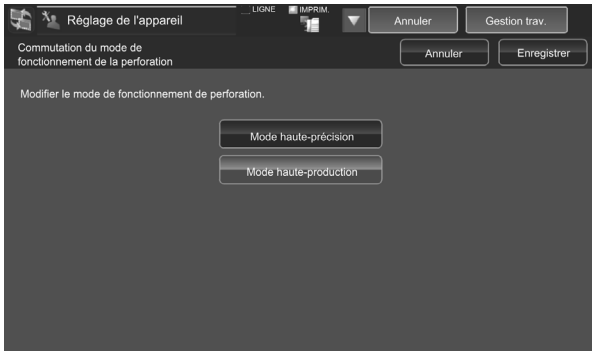 LIGNE IMPRIM.
Réglage de l'appareil Annuler Gestion trav.
Commutation du mode de
fonctionnement de la perforation
Annuler Enregistrer
Modifier le mode de fonctionnement de perforation.
Mode haute-précision
Mode haute-production